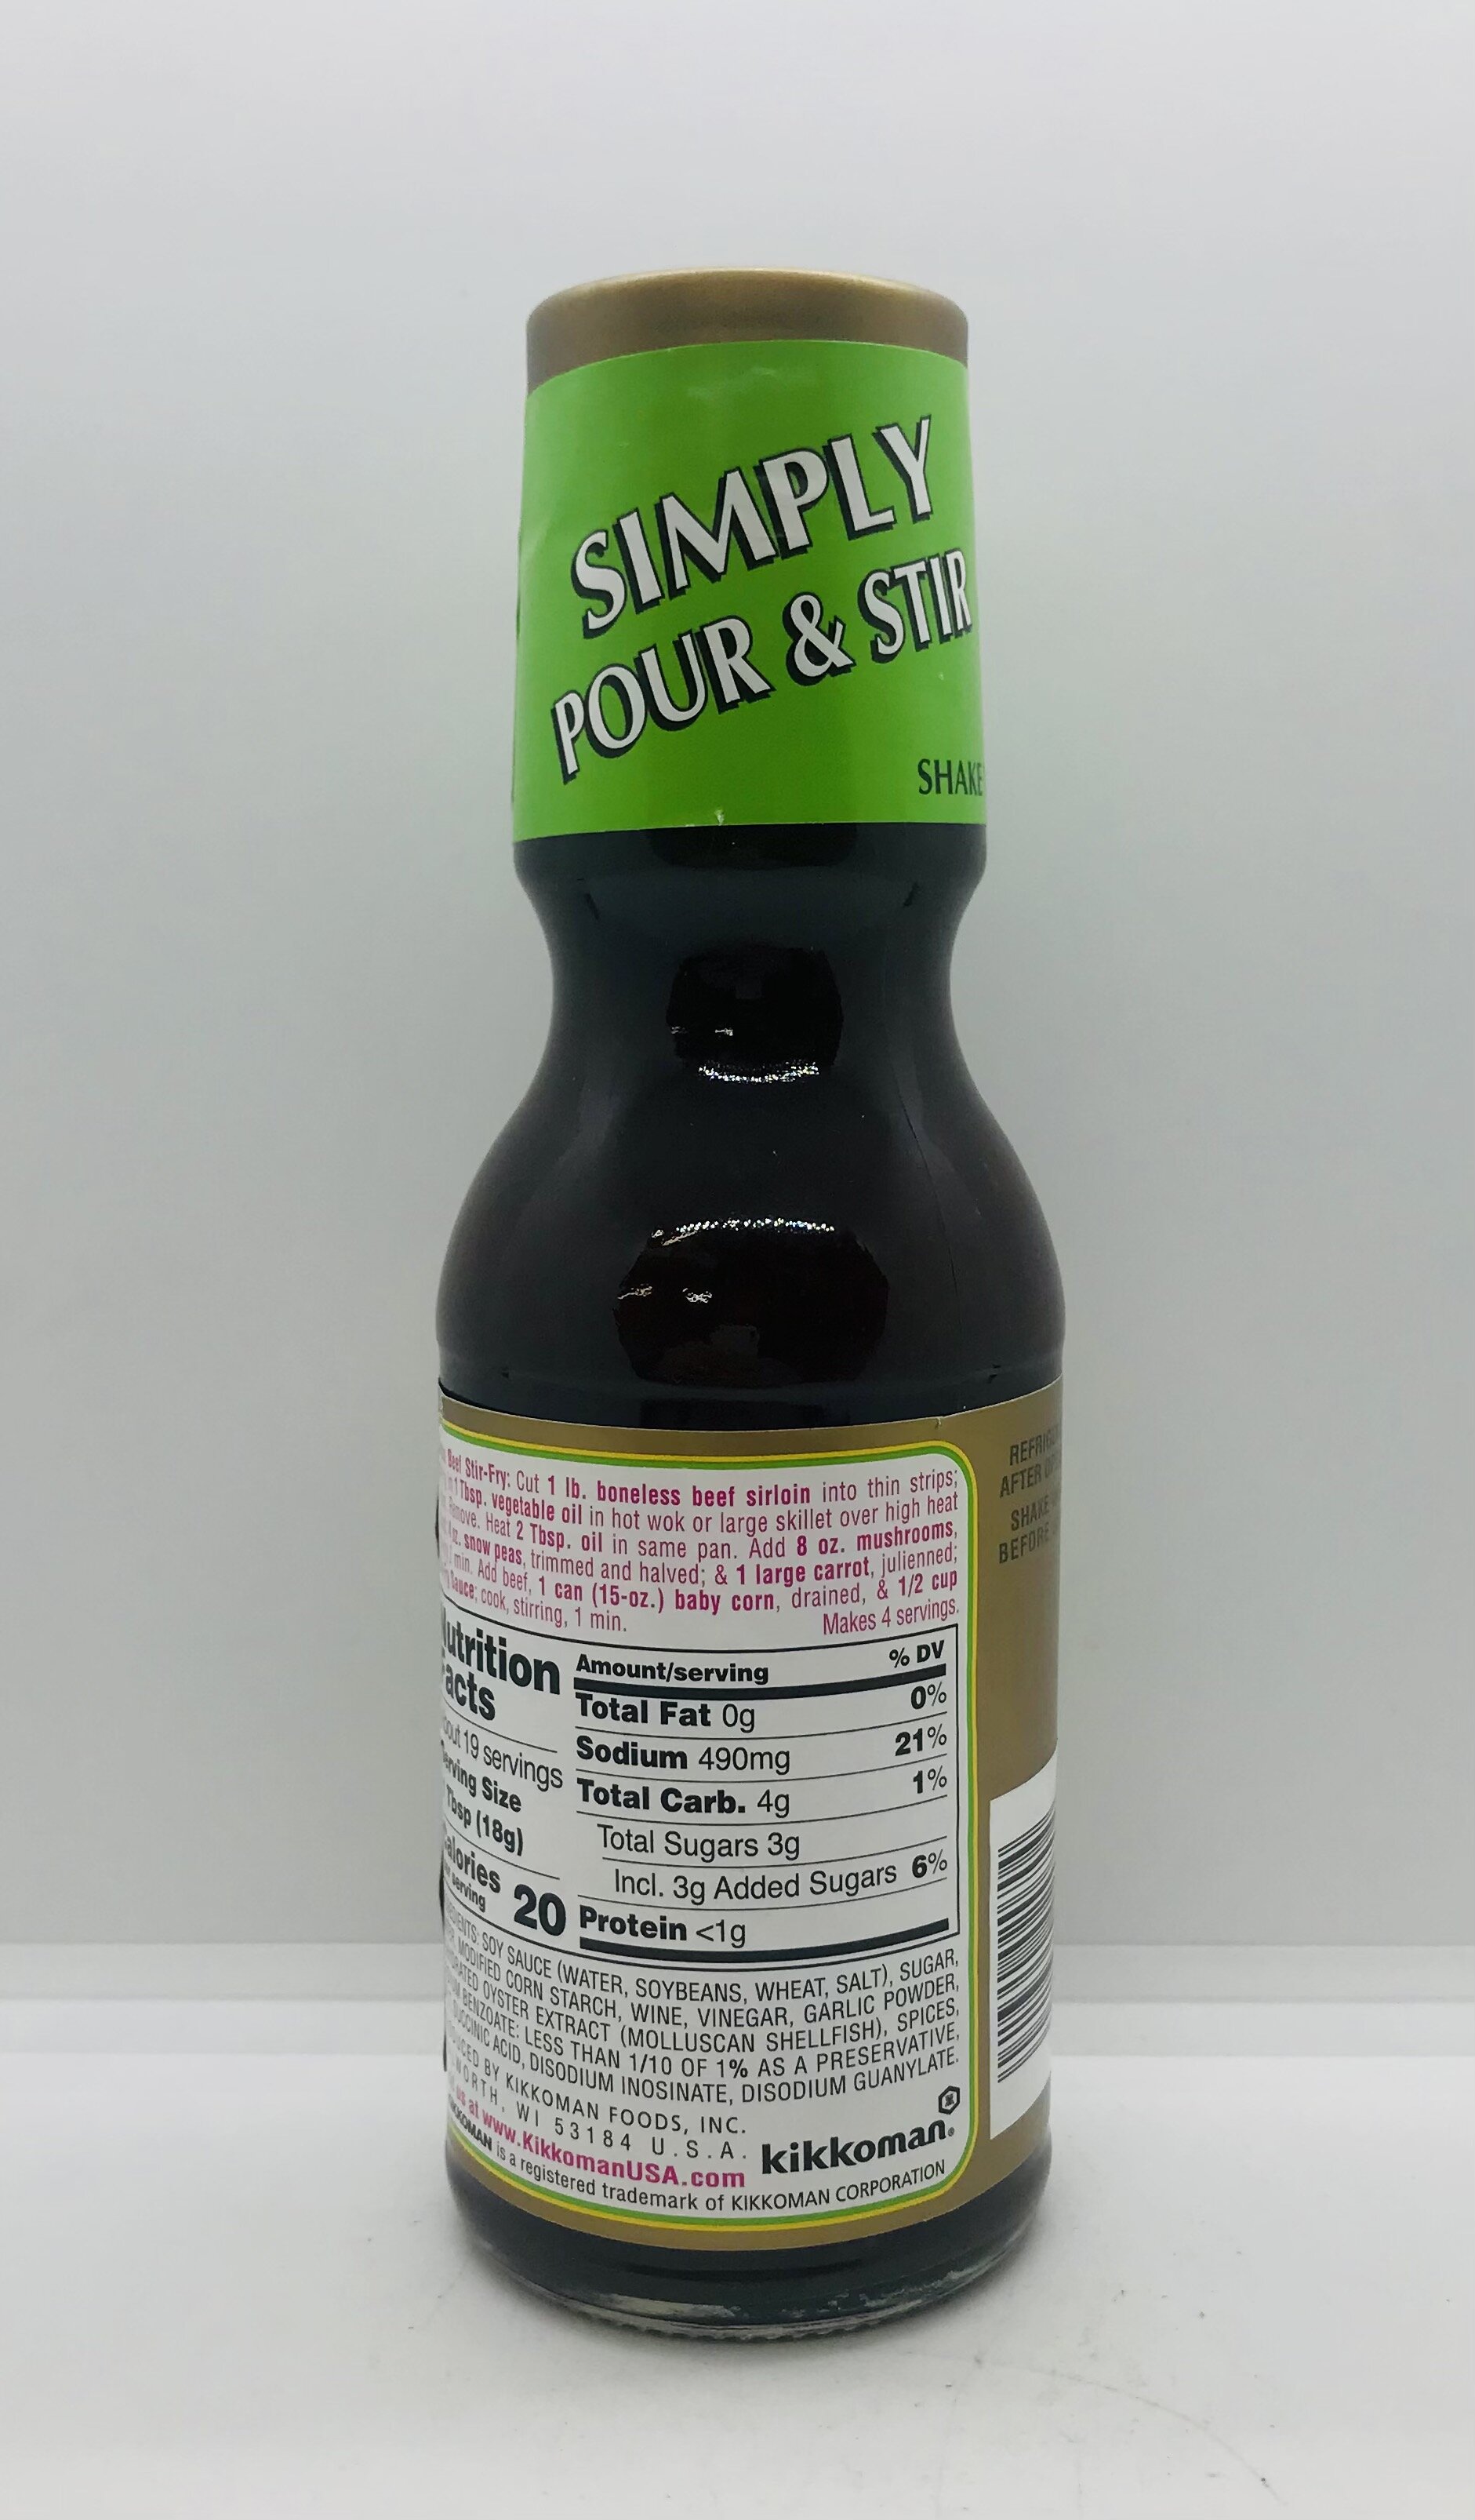 SIMPLY
POUR & STIR
SHAKE
Beef Stir-Fry: Cut 1 lb. boneless beef sirloin into thin strips;
1 Tbsp. vegetable oil in hot wok or large skillet over high heat
Heat 2 Tbsp. oil in same pan. Add 8 oz. mushrooms,
oz. snow peas, trimmed and halved; & 1 large carrot, julienned;
min. Add beef, 1 can (15-oz.) baby corn, drained, & 1/2 cup
Sauce; cook, stirring, 1 min. Makes 4 servings.
Nutrition
Facts
19 servings
Serving Size
Tbsp (18g)
Calories
per serving
20
Amount/serving % DV
Total Fat 0g 0%
Sodium 490mg 21%
Total Carb. 4g 1%
Total Sugars 3g
Incl. 3g Added Sugars 6%
Protein <1g
SOY SAUCE (WATER, SOYBEANS, WHEAT, SALT), SUGAR,
MODIFIED CORN STARCH, WINE, VINEGAR, GARLIC POWDER,
OYSTER EXTRACT (MOLLUSCAN SHELLFISH), SPICES,
BENZOATE: LESS THAN 1/10 OF 1% AS A PRESERVATIVE,
SUCCINIC ACID, DISODIUM INOSINATE, DISODIUM GUANYLATE.
BY KIKKOMAN FOODS, INC.
WI 53184 U.S.A.
us at www.KikkomanUSA.com
kikkoman®
KIKKOMAN is a registered trademark of KIKKOMAN CORPORATION
AFTER
SHAKE
BEFORE